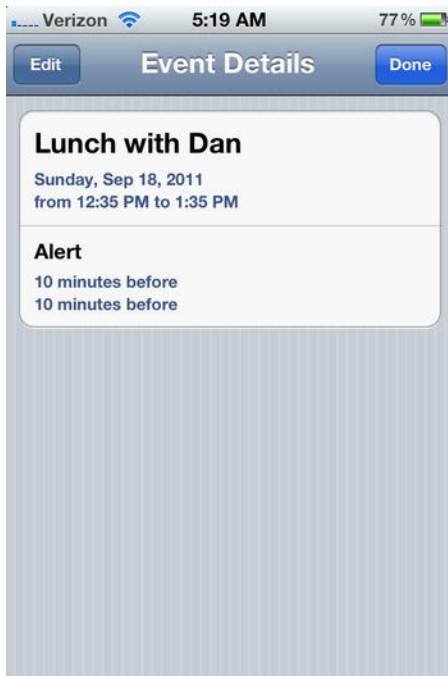 Verizon 5:19 AM 77%
Edit Event Details Done
Lunch with Dan
Sunday, Sep 18, 2011
from 12:35 PM to 1:35 PM
Alert
10 minutes before
10 minutes before